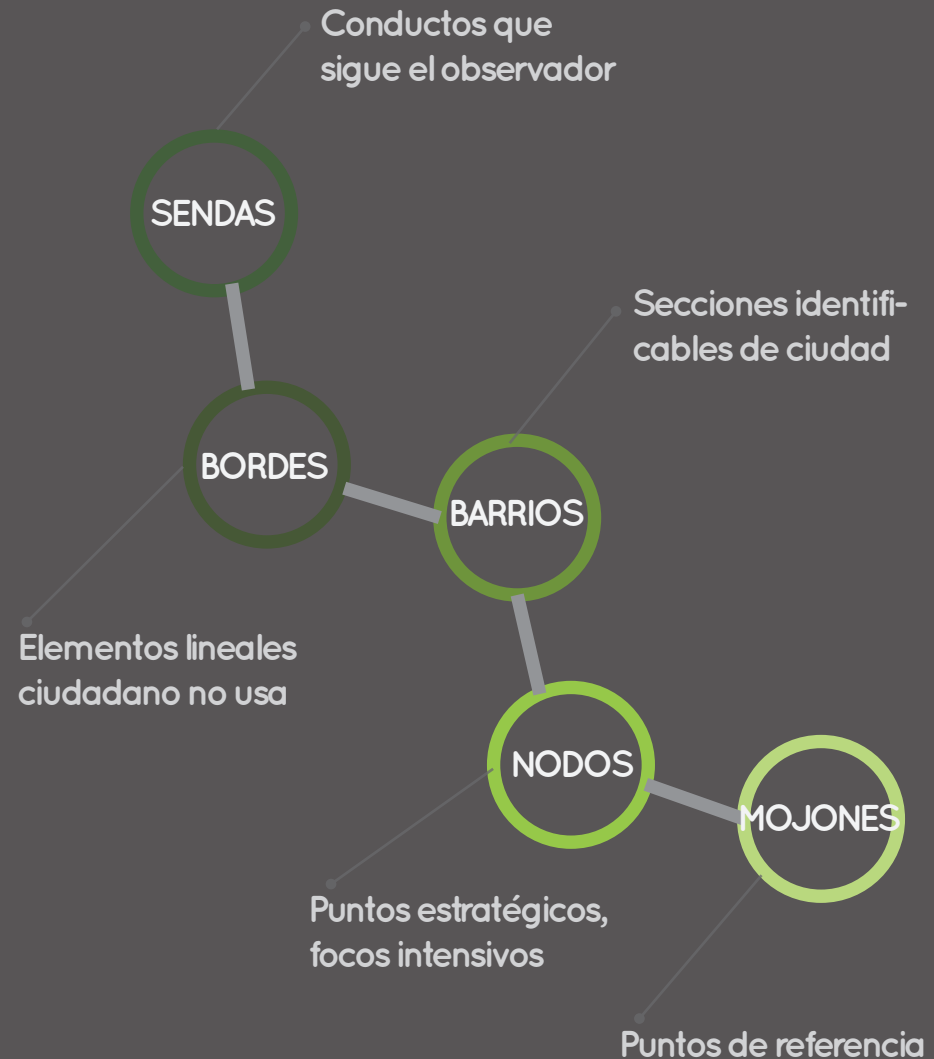 Conductos que
sigue el observador
SENDAS
Secciones identifi-
cables de ciudad
BORDES
BARRIOS
Elementos lineales
ciudadano no usa
NODOS
MOJONES
Puntos estratégicos,
focos intensivos
Puntos de referencia